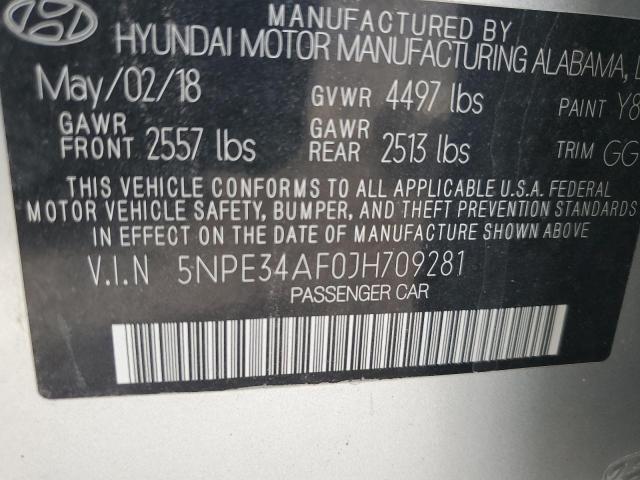 MANUFACTURED BY
HYUNDAI MOTOR MANUFACTURING ALABAMA,
May/02/18 GVWR 4497 lbs PAINT Y8
GAWR FRONT 2557 lbs GAWR REAR 2513 lbs TRIM GG
THIS VEHICLE CONFORMS TO ALL APPLICABLE U.S.A. FEDERAL
MOTOR VEHICLE SAFETY, BUMPER, AND THEFT PREVENTION STANDARDS
IN EFFECT ON THE DATE OF MANUFACTURE SHOWN ABOVE
V.I.N 5NPE34AF0JH709281
PASSENGER CAR